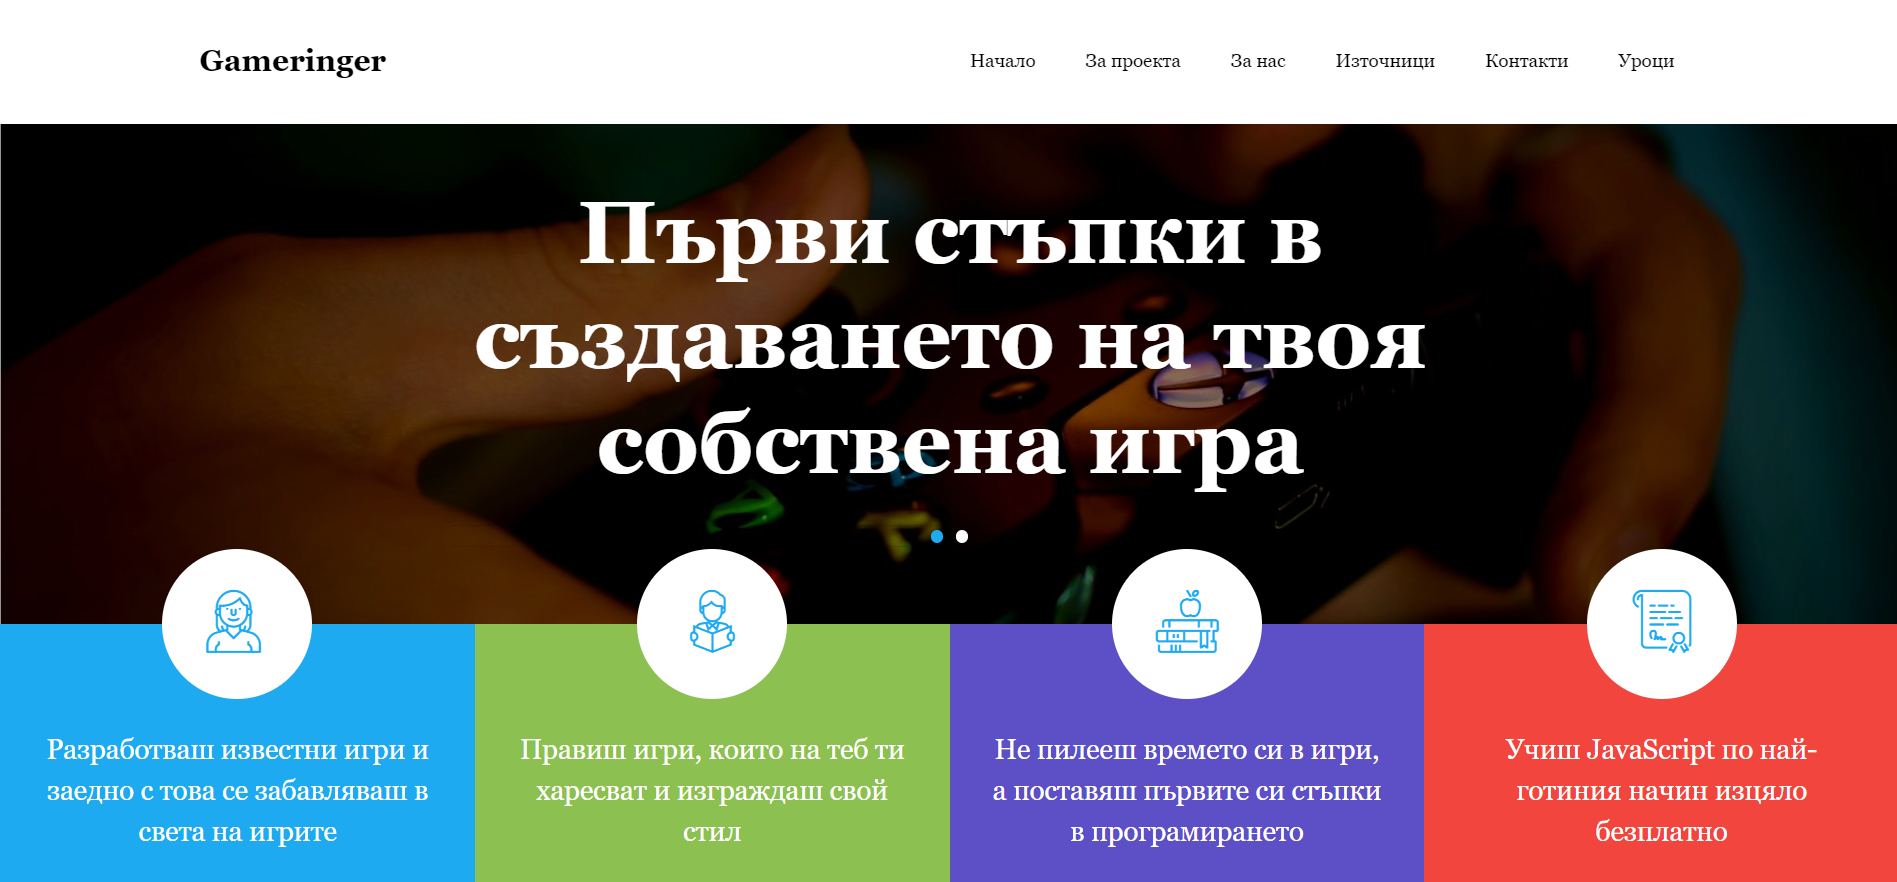 Gameringer
Начало За проекта За нас Източници Контакти Уроци
Първи стъпки в
създаването на твоя
собствена игра
Разработваш известни игри и
заедно с това се забавляваш в
света на игрите
Правиш игри, които на теб ти
харесват и изграждаш свой
стил
Не пилееш времето си в игри,
а поставяш първите си стъпки
в програмирането
Учиш JavaScript по най-
готиния начин изцяло
безплатно